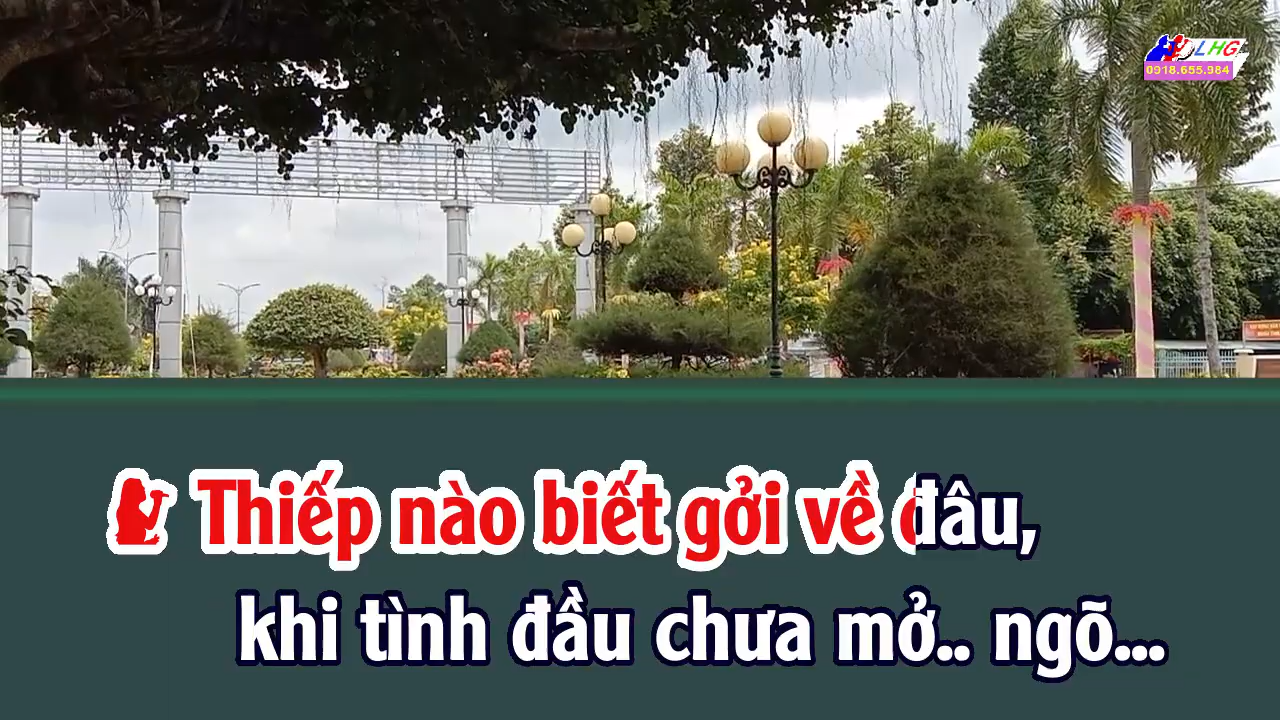 LHG
0918.655.984
Thiếp nào biết gởi về đâu,
khi tình đầu chưa mở.. ngõ...